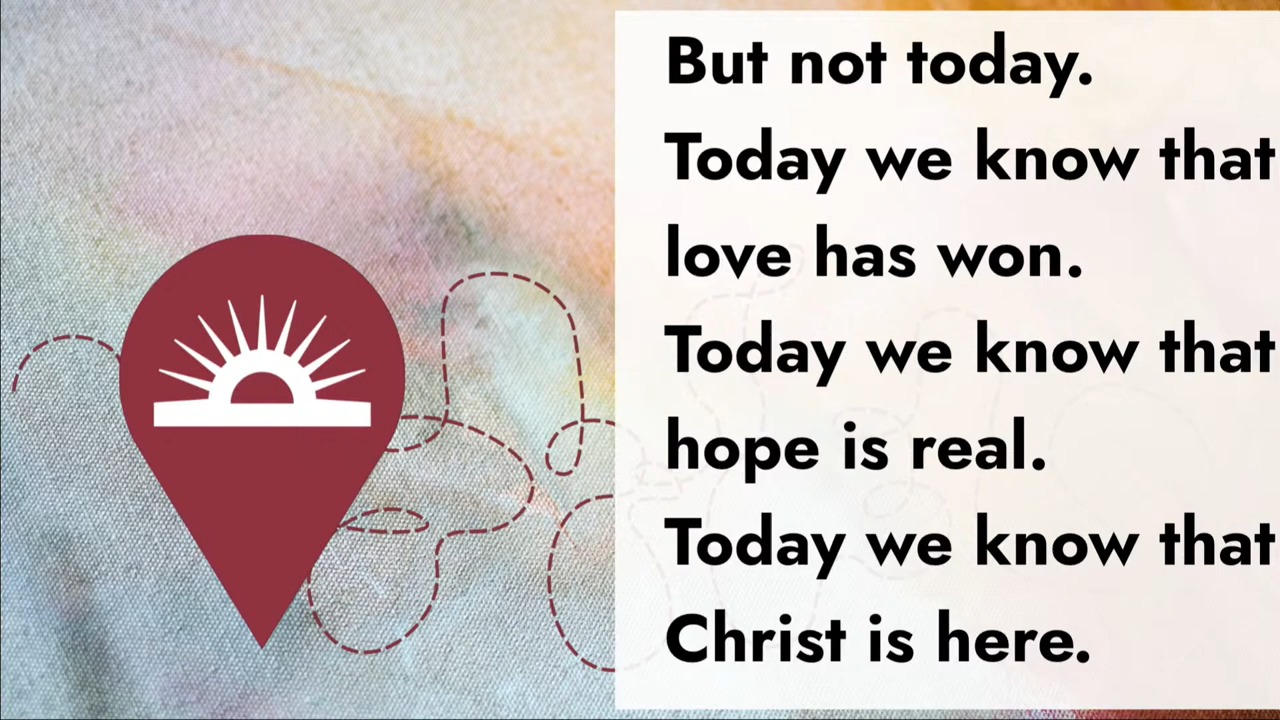 But not today.
Today we know that
love has won.
Today we know that
hope is real.
Today we know that
Christ is here.